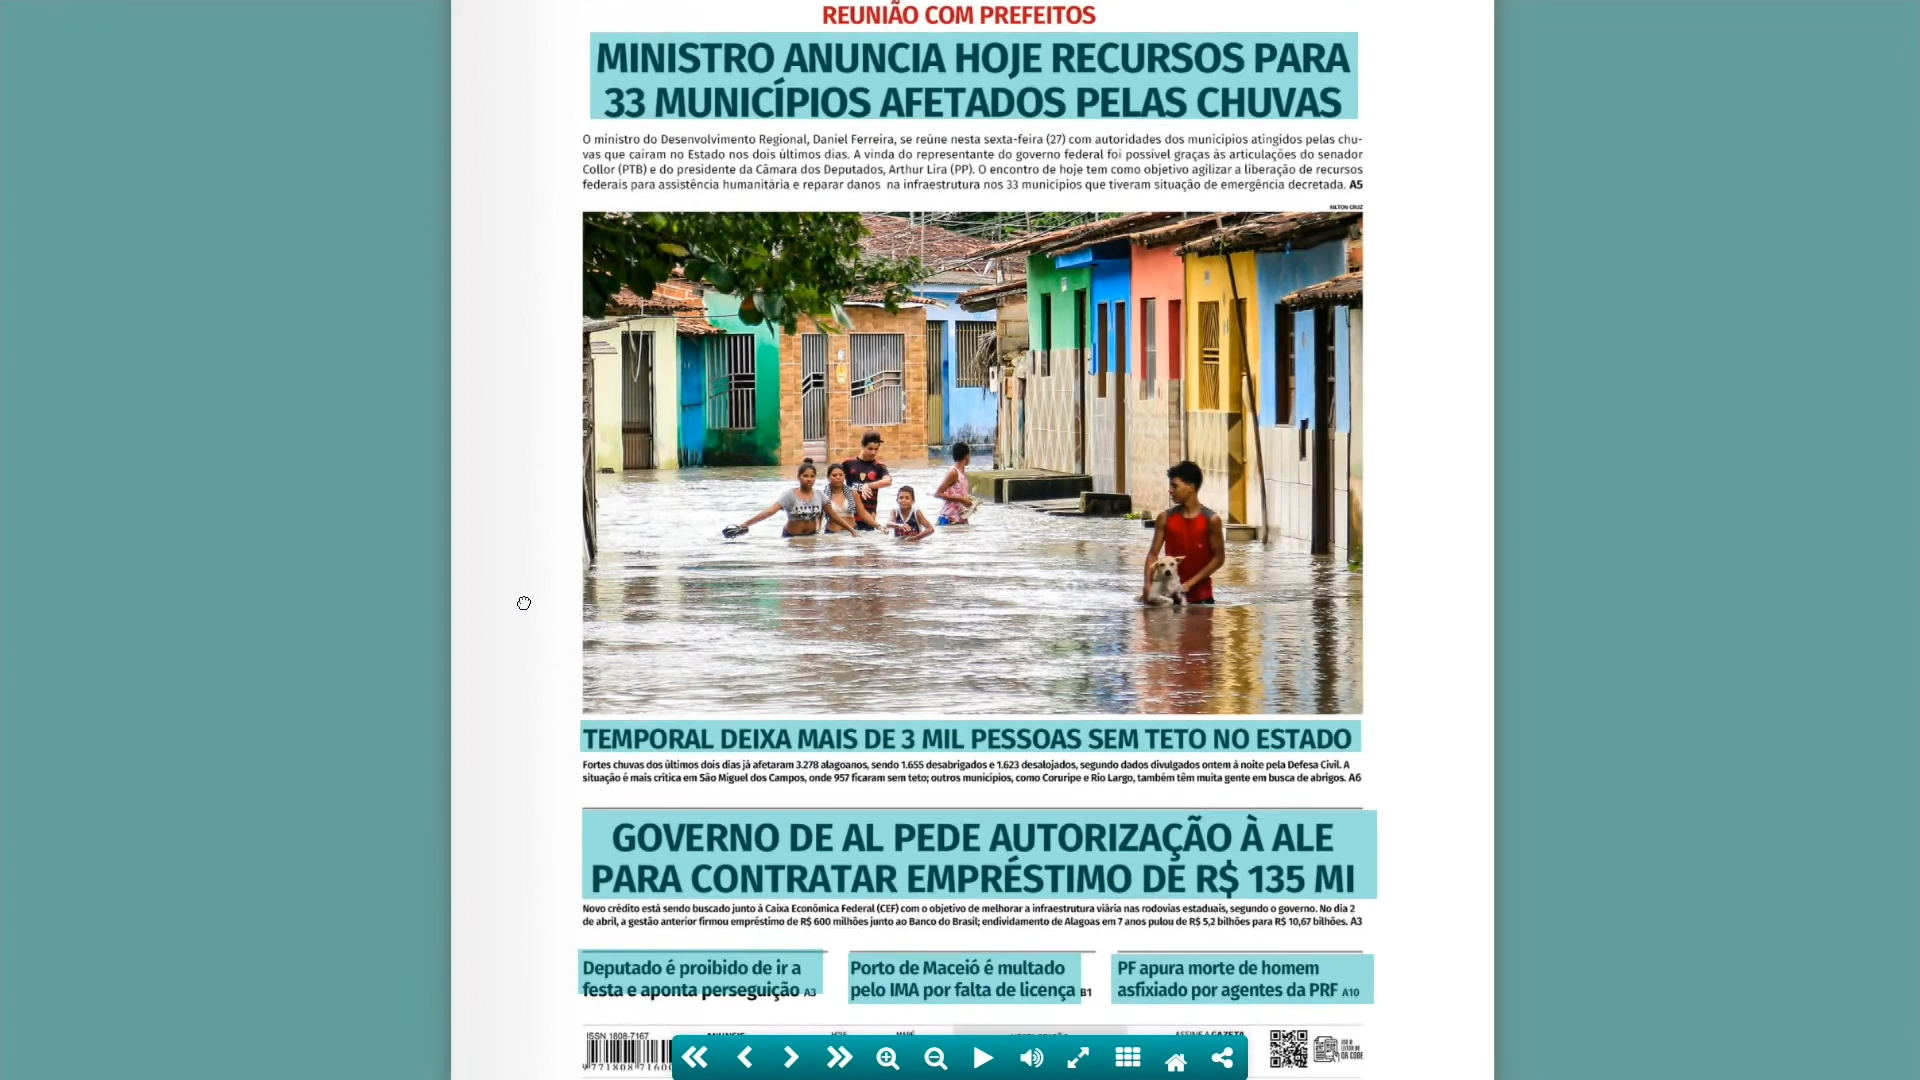 REUNIÃO COM PREFEITOS
MINISTRO ANUNCIA HOJE RECURSOS PARA
33 MUNICÍPIOS AFETADOS PELAS CHUVAS
O ministro do Desenvolvimento Regional, Daniel Ferreira, se reúne nesta sexta-feira (27) com autoridades dos municípios atingidos pelas chu-
vas que caíram no Estado nos dois últimos dias. A vinda do representante do governo federal foi possível graças às articulações do senador
Collor (PTB) e do presidente da Câmara dos Deputados, Arthur Lira (PP). O encontro de hoje tem como objetivo agilizar a liberação de recursos
federais para assistência humanitária e reparar danos na infraestrutura nos 33 municípios que tiveram situação de emergência decretada. A5
AILTON CRUZ
TEMPORAL DEIXA MAIS DE 3 MIL PESSOAS SEM TETO NO ESTADO
Fortes chuvas dos últimos dois dias já afetaram 3.278 alagoanos, sendo 1.655 desabrigados e 1.623 desalojados, segundo dados divulgados ontem à noite pela Defesa Civil. A
situação é mais crítica em São Miguel dos Campos, onde 957 ficaram sem teto; outros municípios, como Coruripe e Rio Largo, também têm muita gente em busca de abrigos. A6
GOVERNO DE AL PEDE AUTORIZAÇÃO À ALE
PARA CONTRATAR EMPRÉSTIMO DE R$ 135 MI
Novo crédito está sendo buscado junto à Caixa Econômica Federal (CEF) com o objetivo de melhorar a infraestrutura viária nas rodovias estaduais, segundo o governo. No dia 2
de abril, a gestão anterior firmou empréstimo de R$ 600 milhões junto ao Banco do Brasil; endividamento de Alagoas em 7 anos pulou de R$ 5,2 bilhões para R$ 10,67 bilhões. A3
Deputado é proibido de ir a
festa e aponta perseguição A3
Porto de Maceió é multado
pelo IMA por falta de licença B1
PF apura morte de homem
asfixiado por agentes da PRF A10
ISSN 1808-7167
ASSINE A GAZETA